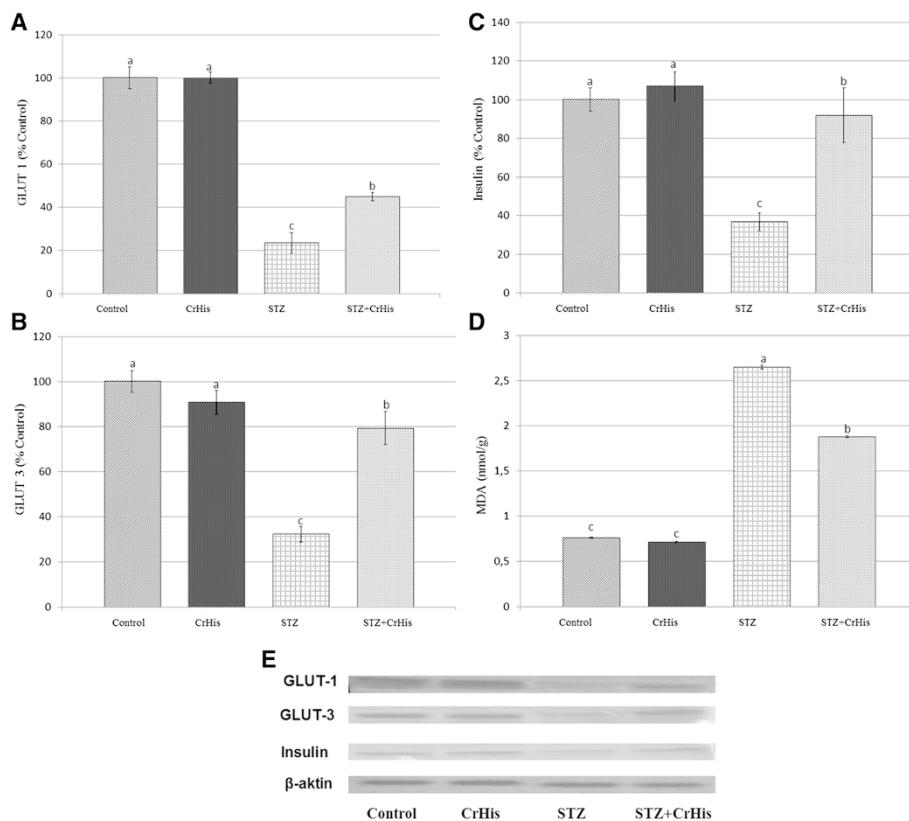 A
GLUT 1 (% Control)
120
100
80
60
40
20
0
a
a
c
b
Control CrHis STZ STZ+CrHis
B
GLUT 3 (% Control)
120
100
80
60
40
20
0
a
a
c
b
Control CrHis STZ STZ+CrHis
C
Insulin (% Control)
140
120
100
80
60
40
20
0
a
a
c
b
Control CrHis STZ STZ+CrHis
D
MDA (nmol/g)
3
2,5
2
1,5
1
0,5
0
c
c
a
b
Control CrHis STZ STZ+CrHis
E
GLUT-1
GLUT-3
Insulin
β-aktin
Control CrHis STZ STZ+CrHis